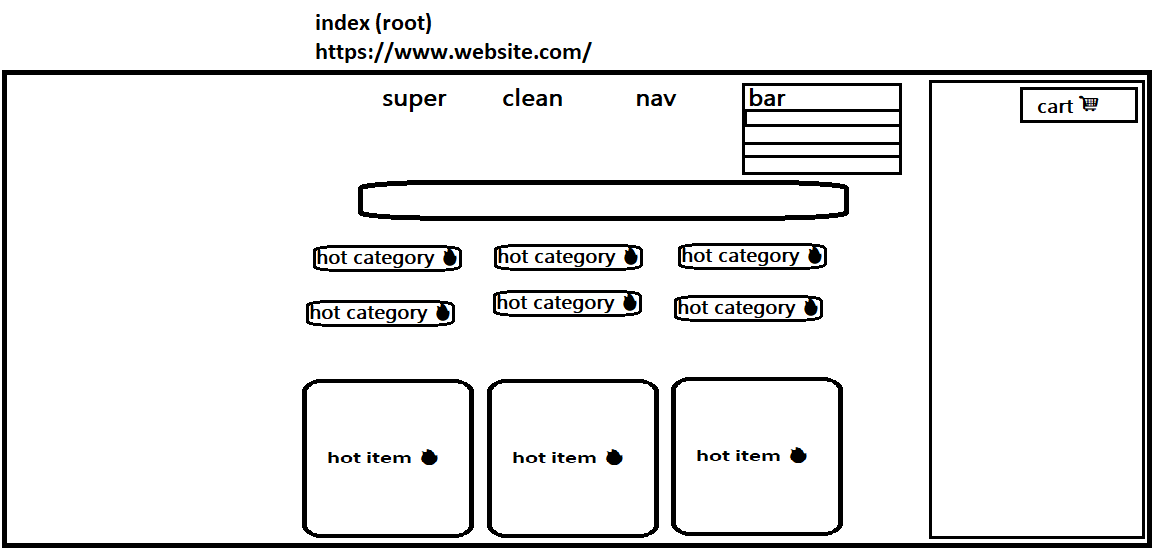 index (root)
https://www.website.com/
super clean nav bar
cart 🛒
hot category 🔥 hot category 🔥 hot category 🔥
hot category 🔥 hot category 🔥 hot category 🔥
hot item 🔥 hot item 🔥 hot item 🔥